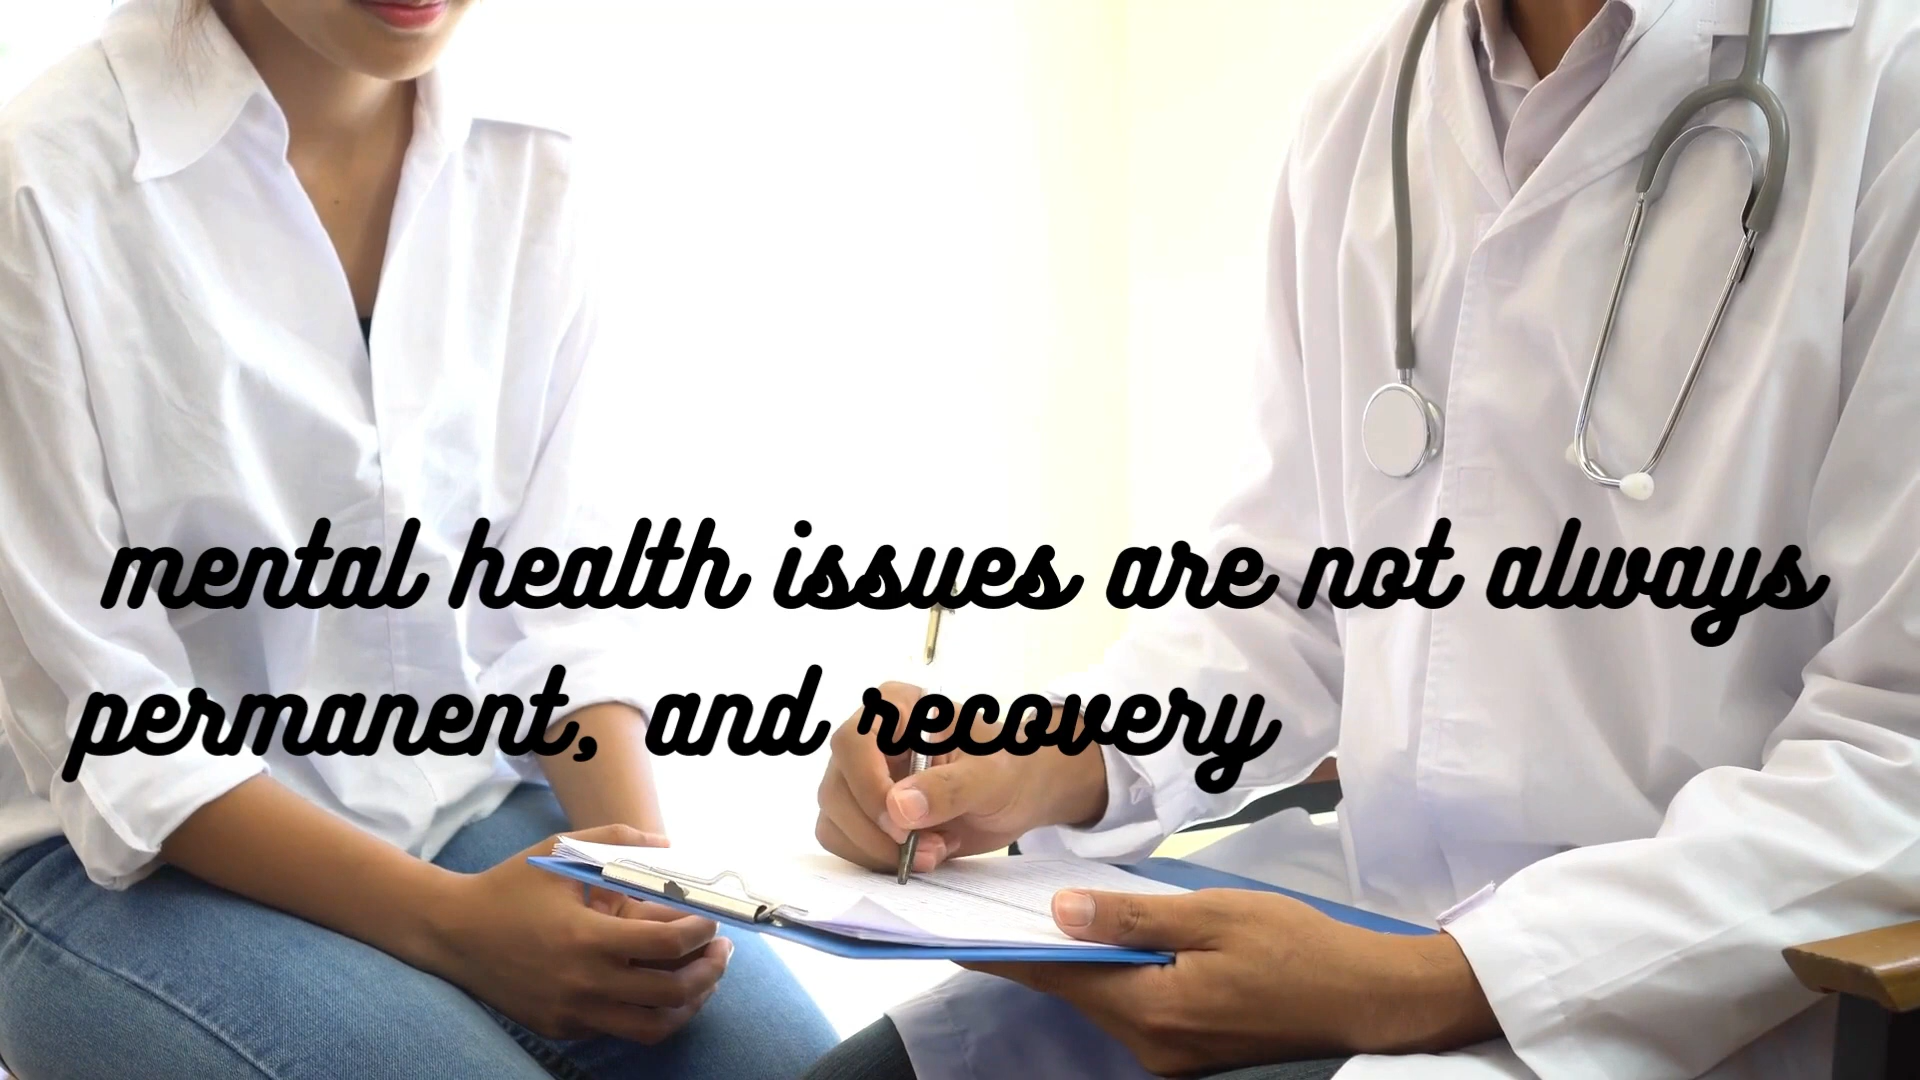 mental health issues are not always
permanent, and recovery